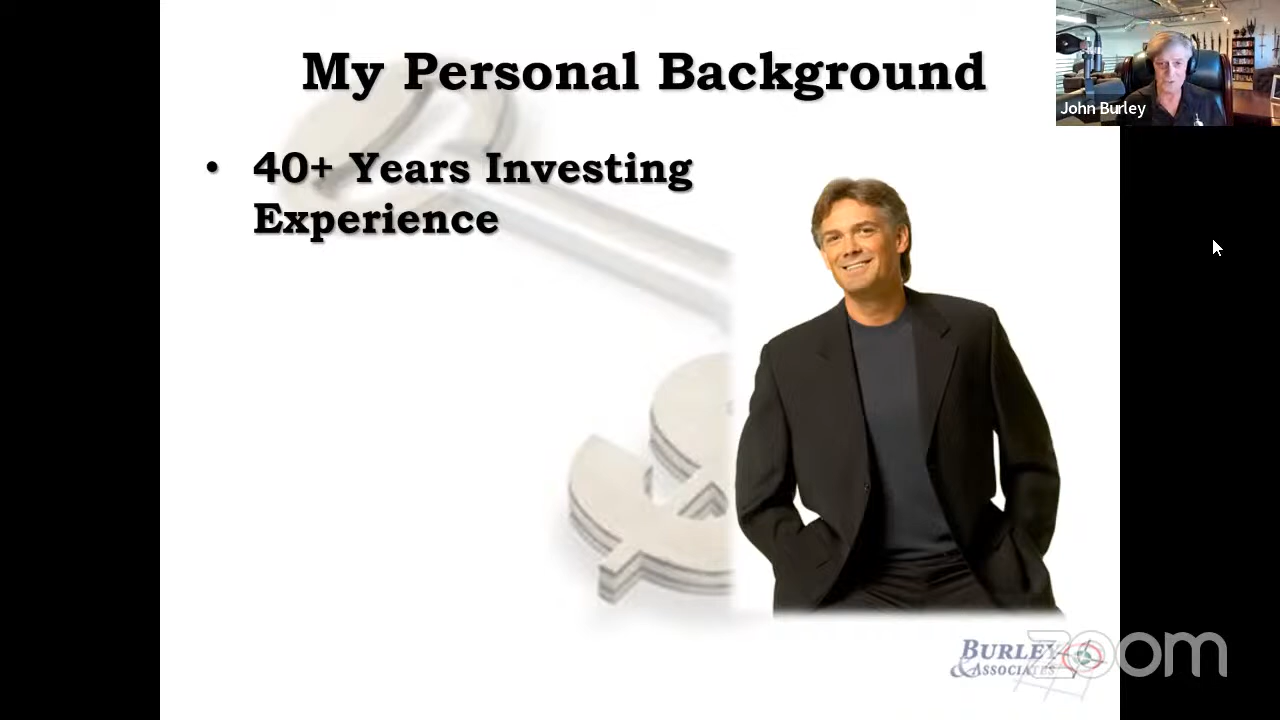 My Personal Background
John Burley
• 40+ Years Investing
Experience
BURLEY
& ASSOCIATES
zoom